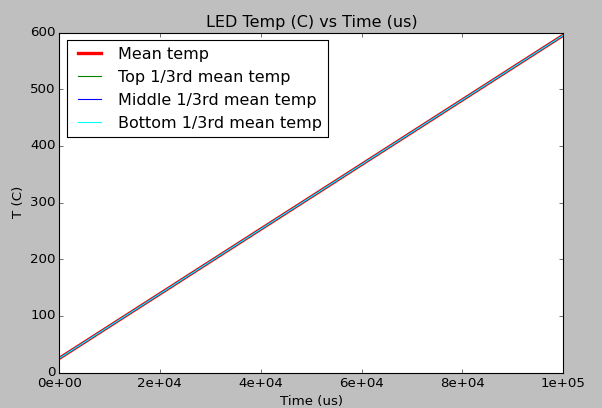 LED Temp (C) vs Time (us)
600
500
400
300
200
100
0
T (C)
Mean temp
Top 1/3rd mean temp
Middle 1/3rd mean temp
Bottom 1/3rd mean temp
0e+00 2e+04 4e+04 6e+04 8e+04 1e+05
Time (us)